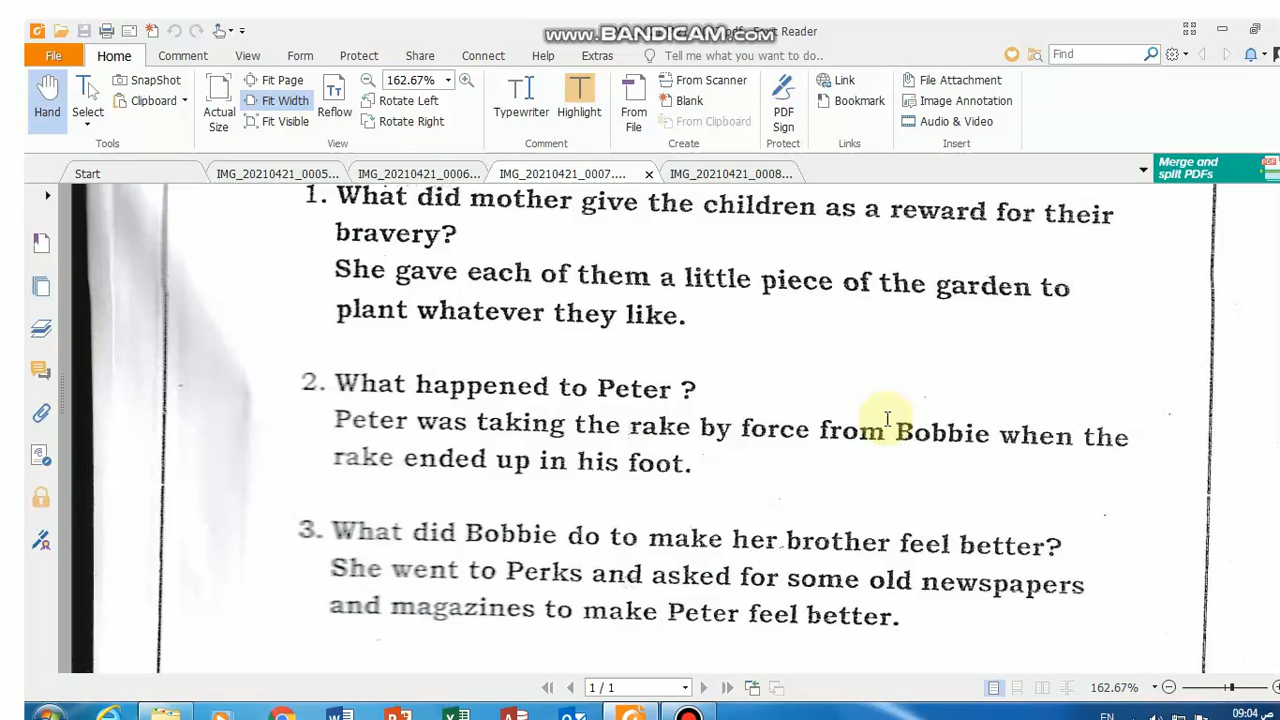 www.BANDICAM.com
Reader
File Home Comment View Form Protect Share Connect Help Extras Tell me what you want to do.. Find
Hand
Select
SnapShot
Clipboard
Tools
Actual Size
Fit Page
Fit Width
Fit Visible
Reflow
162.67%
Rotate Left
Rotate Right
View
Typewriter
Highlight
Comment
From File
From Scanner
Blank
From Clipboard
Create
PDF Sign
Protect
Link
Bookmark
Links
File Attachment
Image Annotation
Audio & Video
Insert
Start IMG_20210421_0005... IMG_20210421_0006... IMG_20210421_0007.... IMG_20210421_0008...
Merge and
split PDFs
1. What did mother give the children as a reward for their
bravery?
She gave each of them a little piece of the garden to
plant whatever they like.
2. What happened to Peter ?
Peter was taking the rake by force from Bobbie when the
rake ended up in his foot.
3. What did Bobbie do to make her brother feel better?
She went to Perks and asked for some old newspapers
and magazines to make Peter feel better.
1 / 1 162.67%
EN 09:04 ص